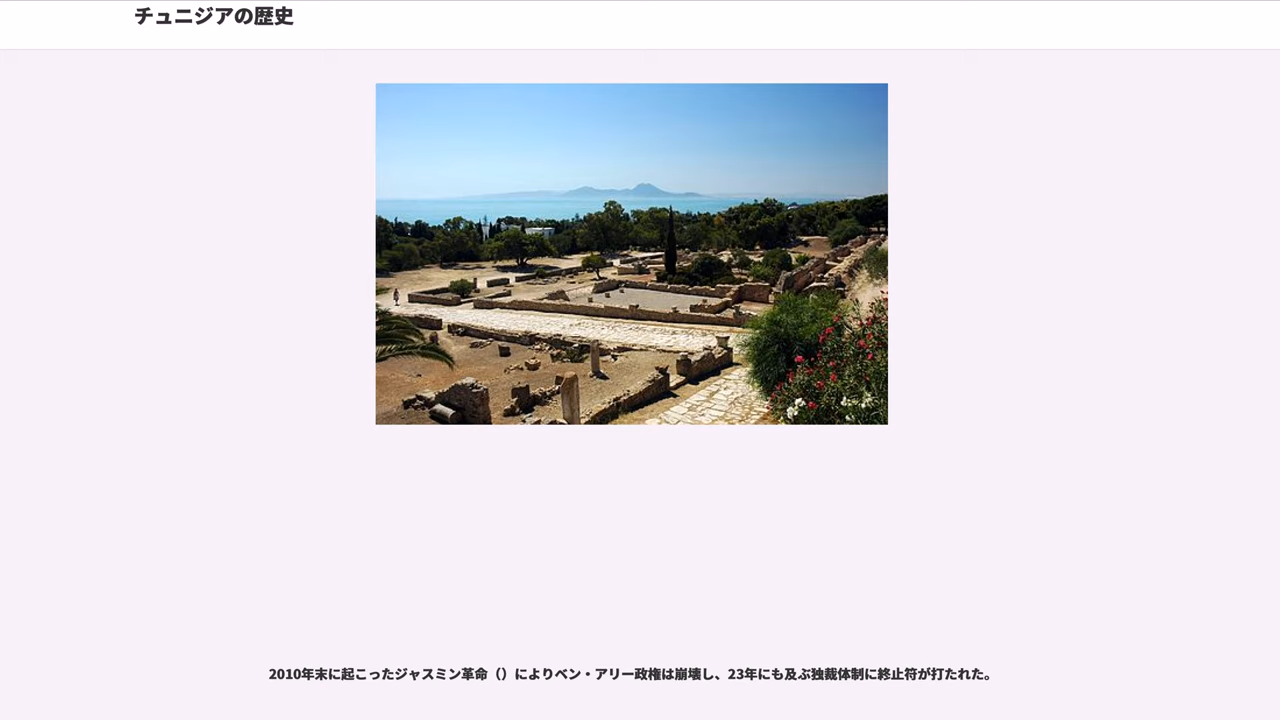 チュニジアの歴史
2010年末に起こったジャスミン革命（）によりベン・アリー政権は崩壊し、23年にも及ぶ独裁体制に終止符が打たれた。